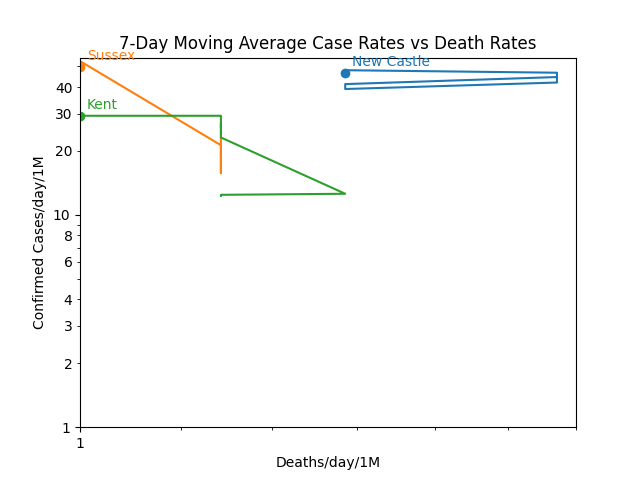 7-Day Moving Average Case Rates vs Death Rates
Sussex
New Castle
Kent
40
30
20
10
8
6
4
3
2
1
1
Confirmed Cases/day/1M
Deaths/day/1M